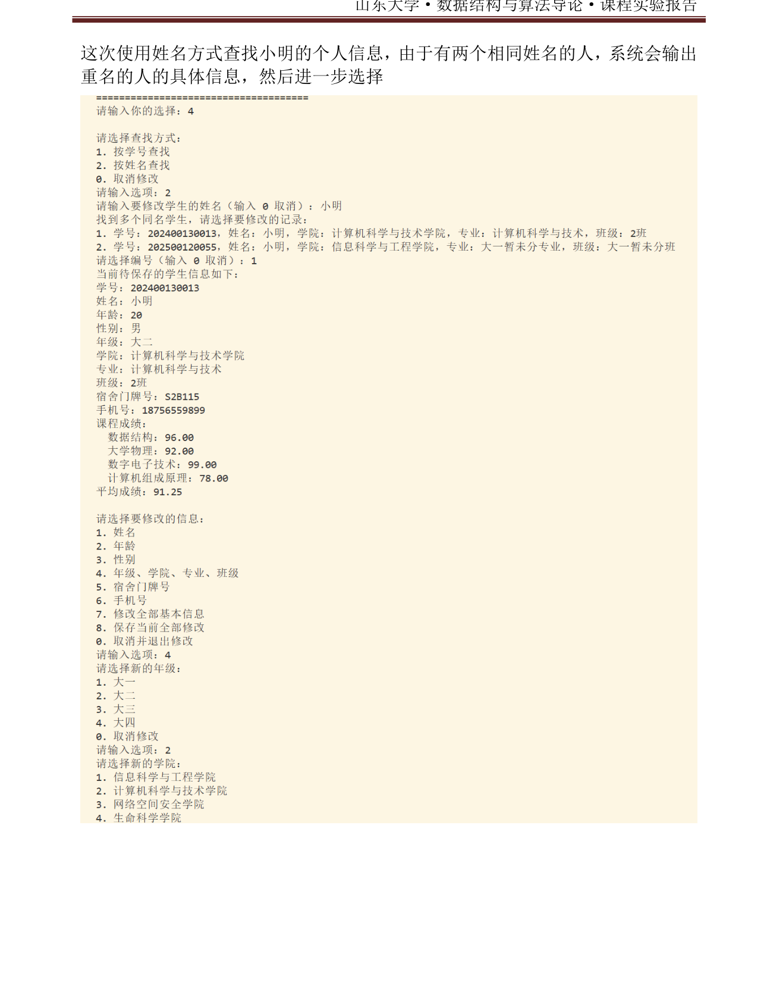 山东大学·数据结构与算法导论·课程实验报告
这次使用姓名方式查找小明的个人信息，由于有两个相同姓名的人，系统会输出
重名的人的具体信息，然后进一步选择
=====================================
请输入你的选择：4
请选择查找方式：
1. 按学号查找
2. 按姓名查找
0. 取消修改
请输入选项：2
请输入要修改学生的姓名（输入 0 取消）：小明
找到多个同名学生，请选择要修改的记录：
1. 学号：202400130013，姓名：小明，学院：计算机科学与技术学院，专业：计算机科学与技术，班级：2班
2. 学号：202500120055，姓名：小明，学院：信息科学与工程学院，专业：大一暂未分专业，班级：大一暂未分班
请选择编号（输入 0 取消）：1
当前待保存的学生信息如下：
学号：202400130013
姓名：小明
年龄：20
性别：男
年级：大二
学院：计算机科学与技术学院
专业：计算机科学与技术
班级：2班
宿舍门牌号：S2B115
手机号：18756559899
课程成绩：
数据结构：96.00
大学物理：92.00
数字电子技术：99.00
计算机组成原理：78.00
平均成绩：91.25
请选择要修改的信息：
1. 姓名
2. 年龄
3. 性别
4. 年级、学院、专业、班级
5. 宿舍门牌号
6. 手机号
7. 修改全部基本信息
8. 保存当前全部修改
0. 取消并退出修改
请输入选项：4
请选择新的年级：
1. 大一
2. 大二
3. 大三
4. 大四
0. 取消修改
请输入选项：2
请选择新的学院：
1. 信息科学与工程学院
2. 计算机科学与技术学院
3. 网络空间安全学院
4. 生命科学学院